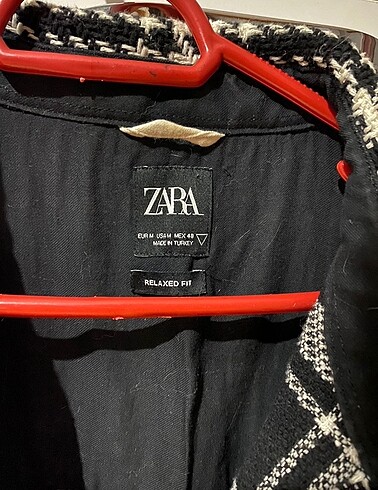 ZARA
EUR M USA M MEX 40
MADE IN TURKEY
RELAXED FIT